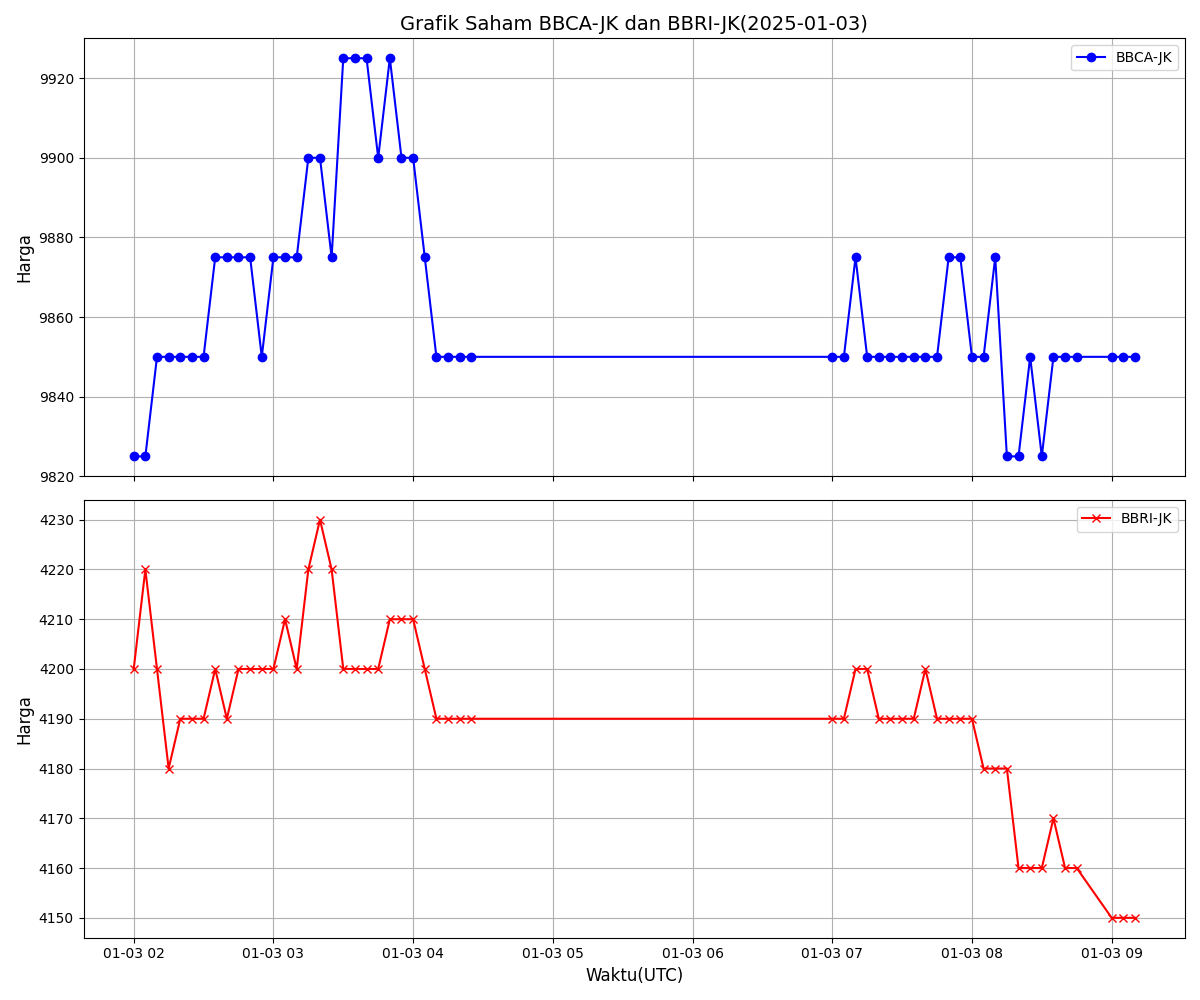 Grafik Saham BBCA-JK dan BBRI-JK(2025-01-03)
BBCA-JK
Harga
9920
9900
9880
9860
9840
9820
BBRI-JK
Harga
4230
4220
4210
4200
4190
4180
4170
4160
4150
01-03 02 01-03 03 01-03 04 01-03 05 01-03 06 01-03 07 01-03 08 01-03 09
Waktu(UTC)